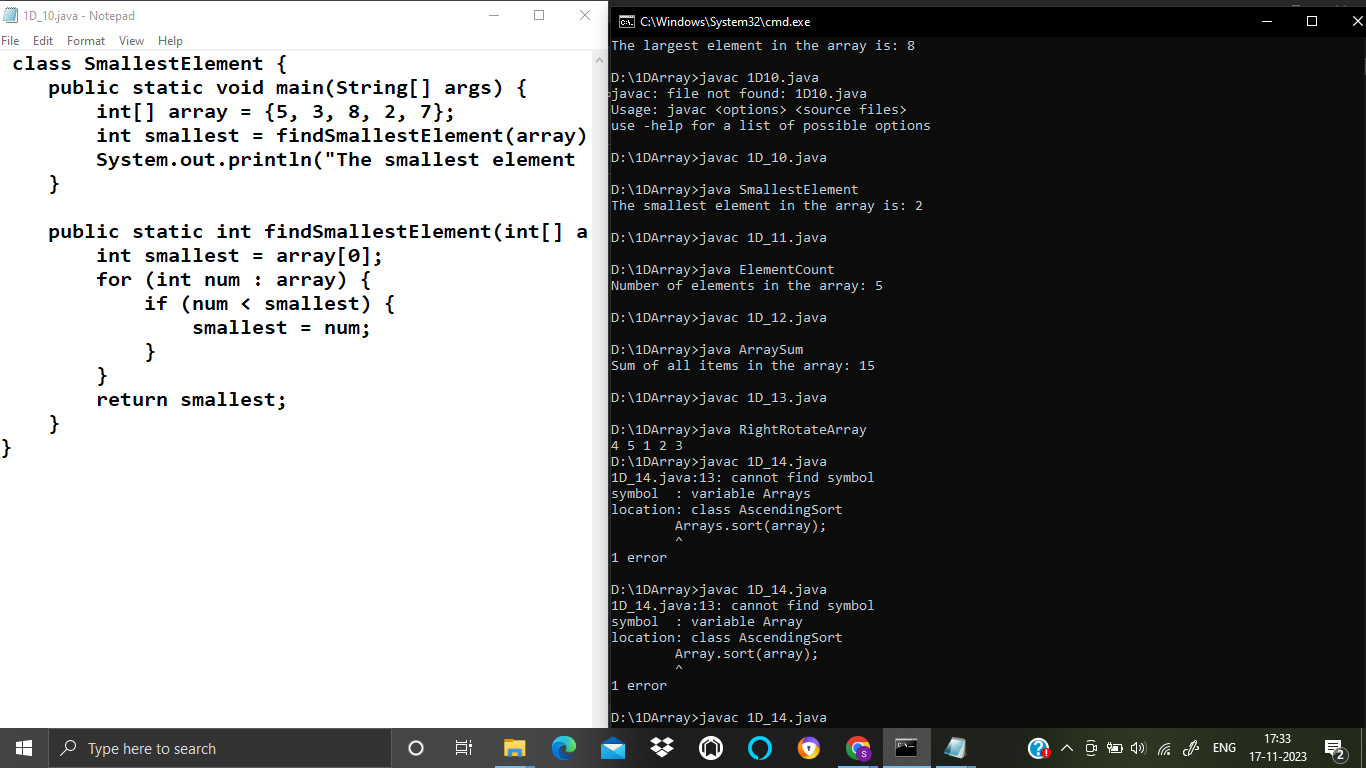 1D_10.java - Notepad
File Edit Format View Help
class SmallestElement {
public static void main(String[] args) {
int[] array = {5, 3, 8, 2, 7};
int smallest = findSmallestElement(array)
System.out.println("The smallest element
}
public static int findSmallestElement(int[] a
int smallest = array[0];
for (int num : array) {
if (num < smallest) {
smallest = num;
}
}
return smallest;
}
}
C:\Windows\System32\cmd.exe
The largest element in the array is: 8
D:\1DArray>javac 1D10.java
javac: file not found: 1D10.java
Usage: javac <options> <source files>
use -help for a list of possible options
D:\1DArray>javac 1D_10.java
D:\1DArray>java SmallestElement
The smallest element in the array is: 2
D:\1DArray>javac 1D_11.java
D:\1DArray>java ElementCount
Number of elements in the array: 5
D:\1DArray>javac 1D_12.java
D:\1DArray>java ArraySum
Sum of all items in the array: 15
D:\1DArray>javac 1D_13.java
D:\1DArray>java RightRotateArray
4 5 1 2 3
D:\1DArray>javac 1D_14.java
1D_14.java:13: cannot find symbol
symbol  : variable Arrays
location: class AscendingSort
Arrays.sort(array);
^
1 error
D:\1DArray>javac 1D_14.java
1D_14.java:13: cannot find symbol
symbol  : variable Array
location: class AscendingSort
Array.sort(array);
^
1 error
D:\1DArray>javac 1D_14.java
Type here to search
ENG
17:33
17-11-2023
2